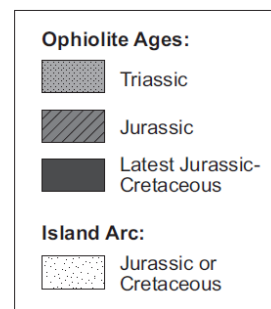 Ophiolite Ages:
Triassic
Jurassic
Latest Jurassic-
Cretaceous
Island Arc:
Jurassic or
Cretaceous